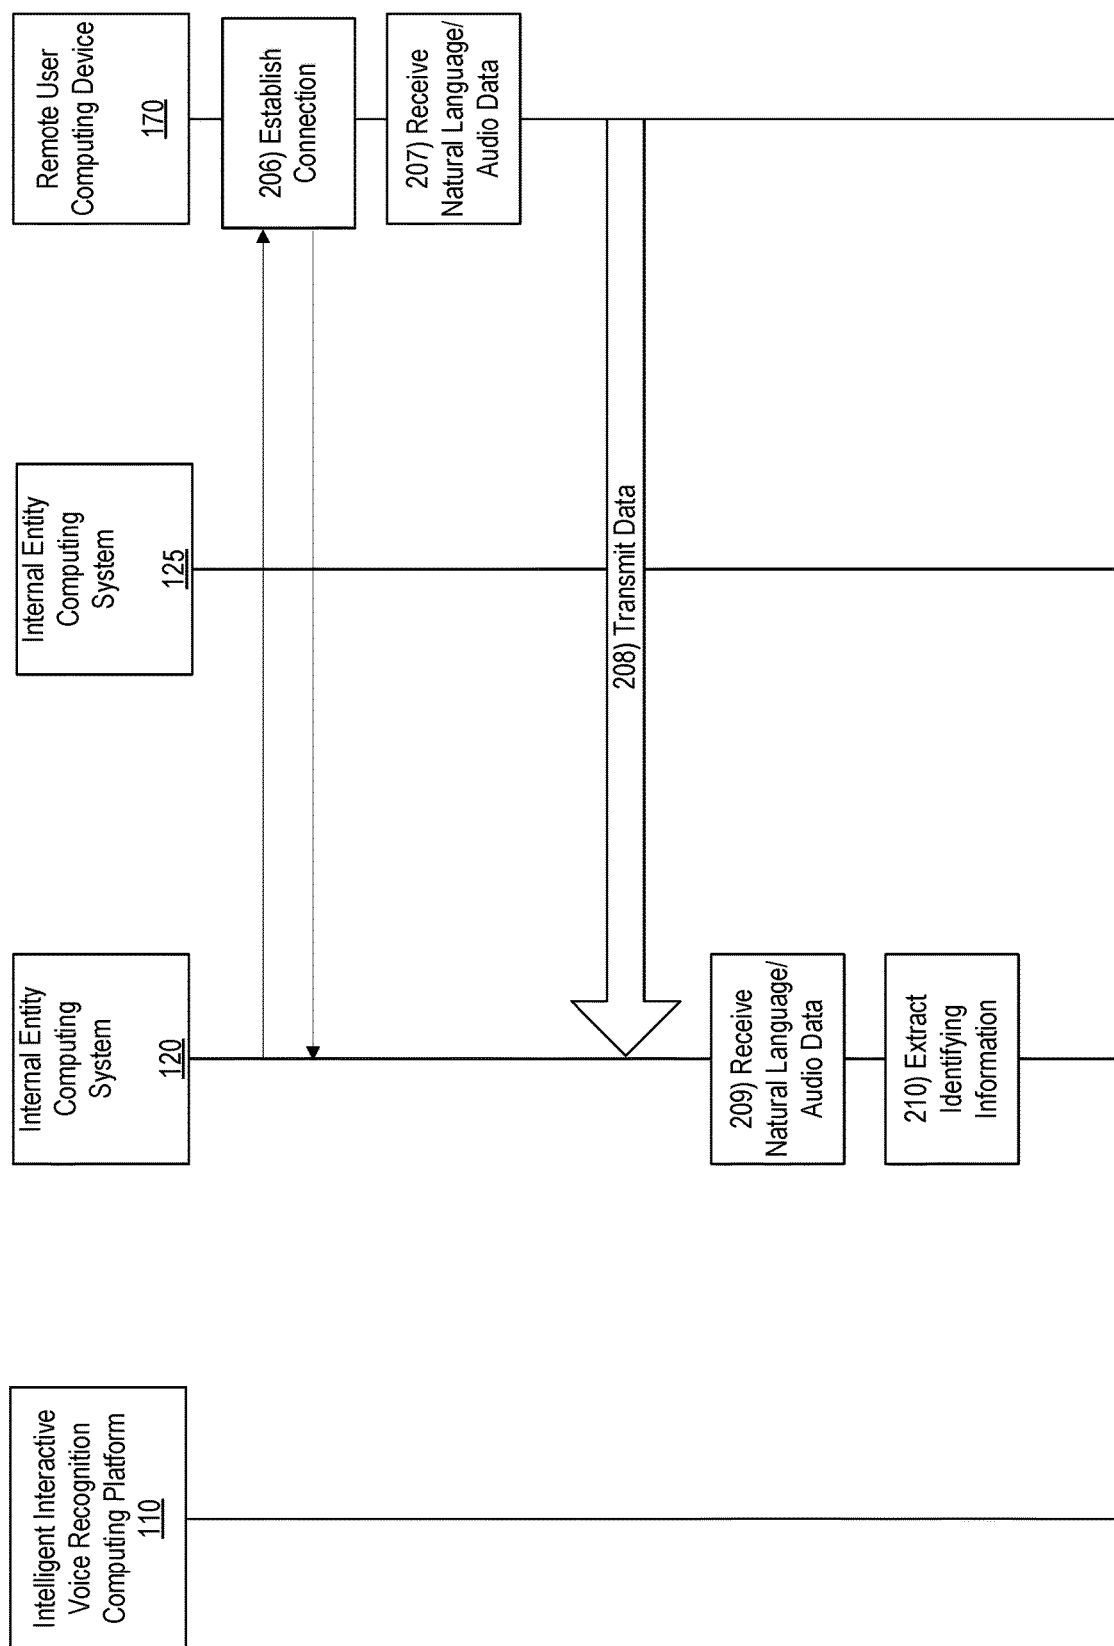 Intelligent Interactive
Voice Recognition
Computing Platform
110
Internal Entity
Computing
System
120
Internal Entity
Computing
System
125
Remote User
Computing Device
170
206) Establish
Connection
207) Receive
Natural Language/
Audio Data
208) Transmit Data
209) Receive
Natural Language/
Audio Data
210) Extract
Identifying
Information